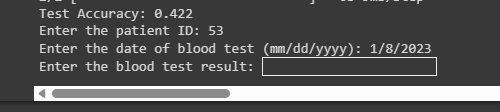 Test Accuracy: 0.422
Enter the patient ID: 53
Enter the date of blood test (mm/dd/yyyy): 1/8/2023
Enter the blood test result: